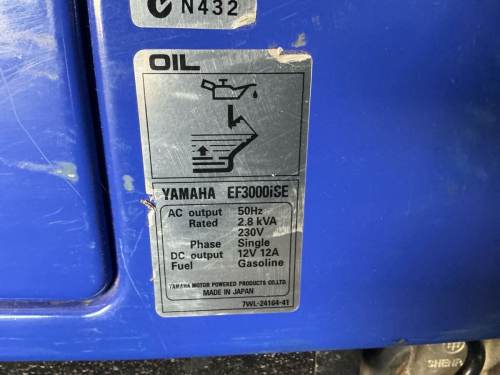 N432
OIL
YAMAHA EF3000iSE
AC output 50Hz
Rated 2.8 kVA
230V
Phase Single
DC output 12V 12A
Fuel Gasoline
YAMAHA MOTOR POWERED PRODUCTS CO.,LTD.
MADE IN JAPAN
7WL-24164-41